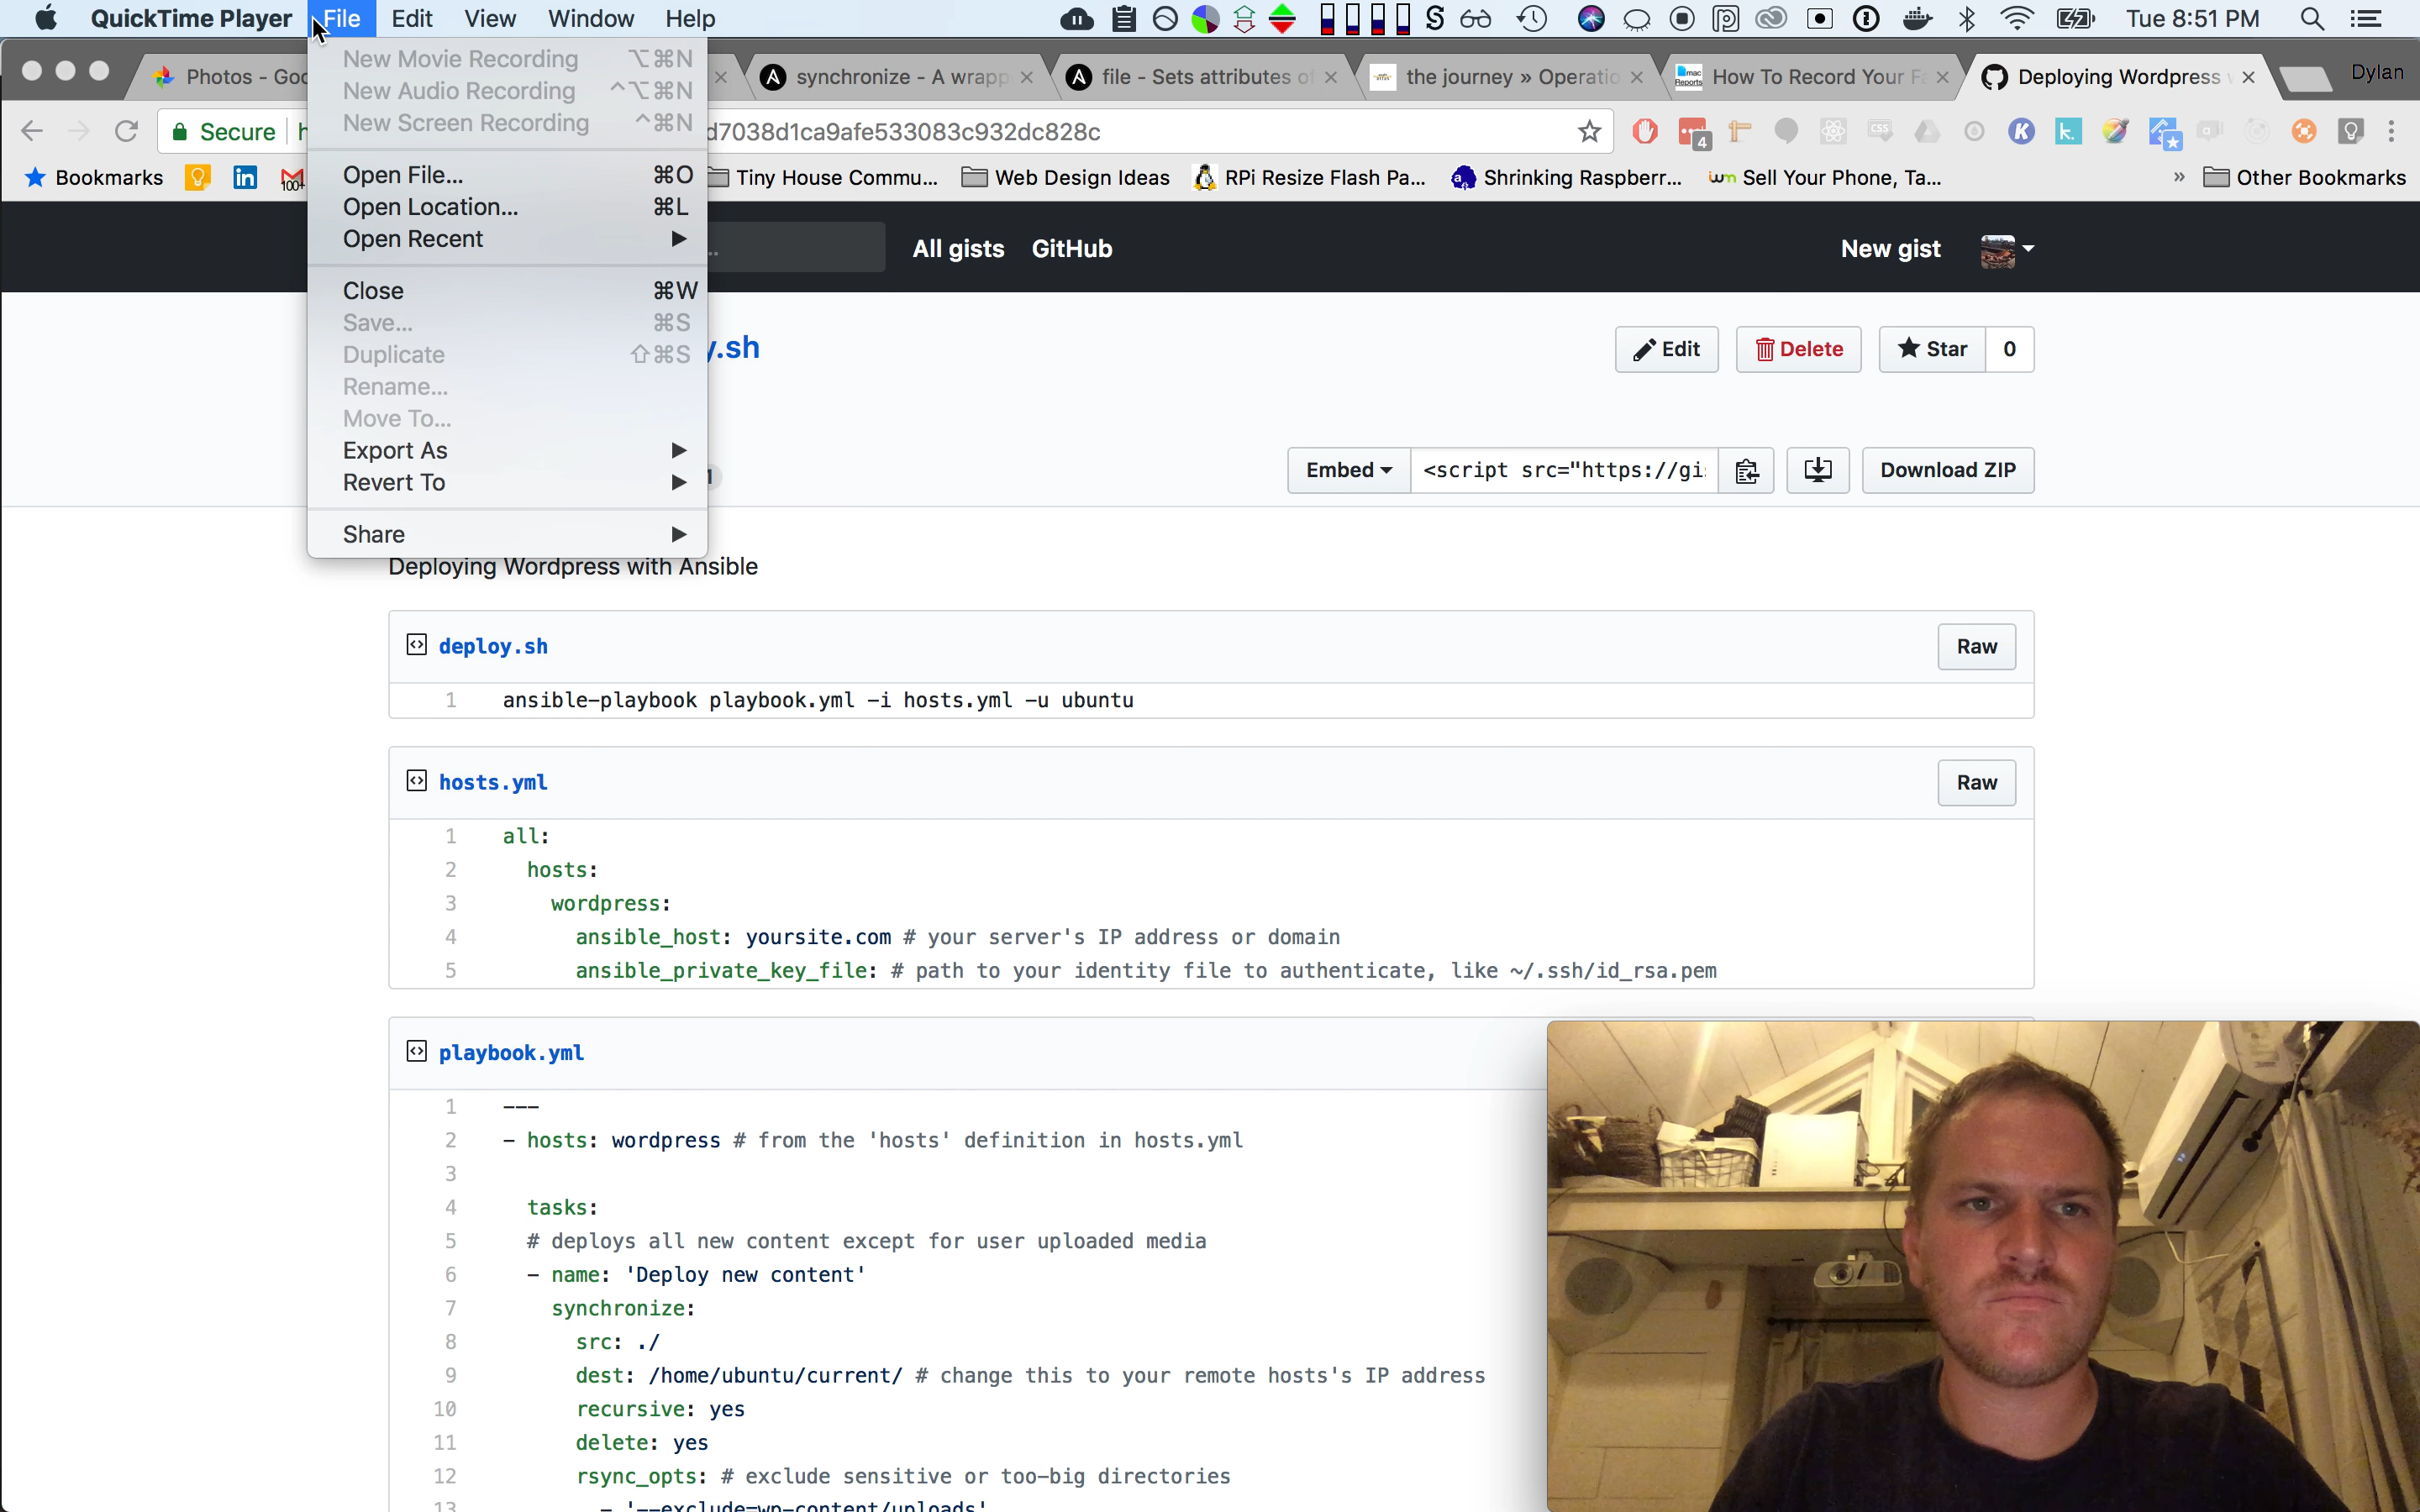 QuickTime Player File Edit View Window Help Tue 8:51 PM
New Movie Recording ⌥⌘N
New Audio Recording ^⌥⌘N
New Screen Recording ^⌘N
Open File... ⌘O
Open Location... ⌘L
Open Recent
Close ⌘W
Save... ⌘S
Duplicate ⇧⌘S
Rename...
Move To...
Export As
Revert To
Share
Photos - Goo
synchronize - A wrapp
file - Sets attributes of
the journey » Operatio
How To Record Your Fa
Deploying Wordpress w
Dylan
Secure h d7038d1ca9afe533083c932dc828c
4
Bookmarks Tiny House Commu... Web Design Ideas RPi Resize Flash Pa... Shrinking Raspberr... Sell Your Phone, Ta... » Other Bookmarks
All gists GitHub New gist
y.sh Edit Delete Star 0
Embed <script src="https://gi: Download ZIP
Deploying Wordpress with Ansible
deploy.sh Raw
1 ansible-playbook playbook.yml -i hosts.yml -u ubuntu
hosts.yml Raw
1 all:
2 hosts:
3 wordpress:
4 ansible_host: yoursite.com # your server's IP address or domain
5 ansible_private_key_file: # path to your identity file to authenticate, like ~/.ssh/id_rsa.pem
playbook.yml
1 ---
2 - hosts: wordpress # from the 'hosts' definition in hosts.yml
3
4 tasks:
5 # deploys all new content except for user uploaded media
6 - name: 'Deploy new content'
7 synchronize:
8 src: ./
9 dest: /home/ubuntu/current/ # change this to your remote hosts's IP address
10 recursive: yes
11 delete: yes
12 rsync_opts: # exclude sensitive or too-big directories
13 - '--exclude=wp-content/uploads'